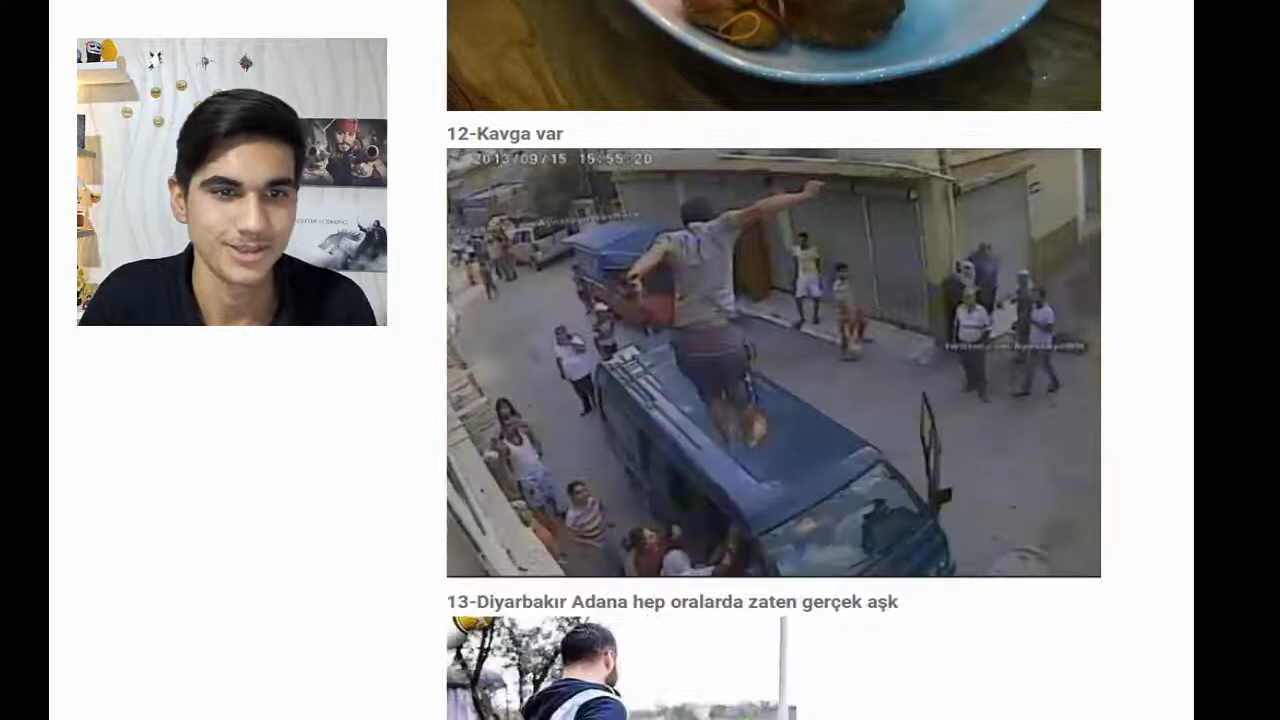 12-Kavga var
2013/09/15 15:55:20
13-Diyarbakır Adana hep oralarda zaten gerçek aşk